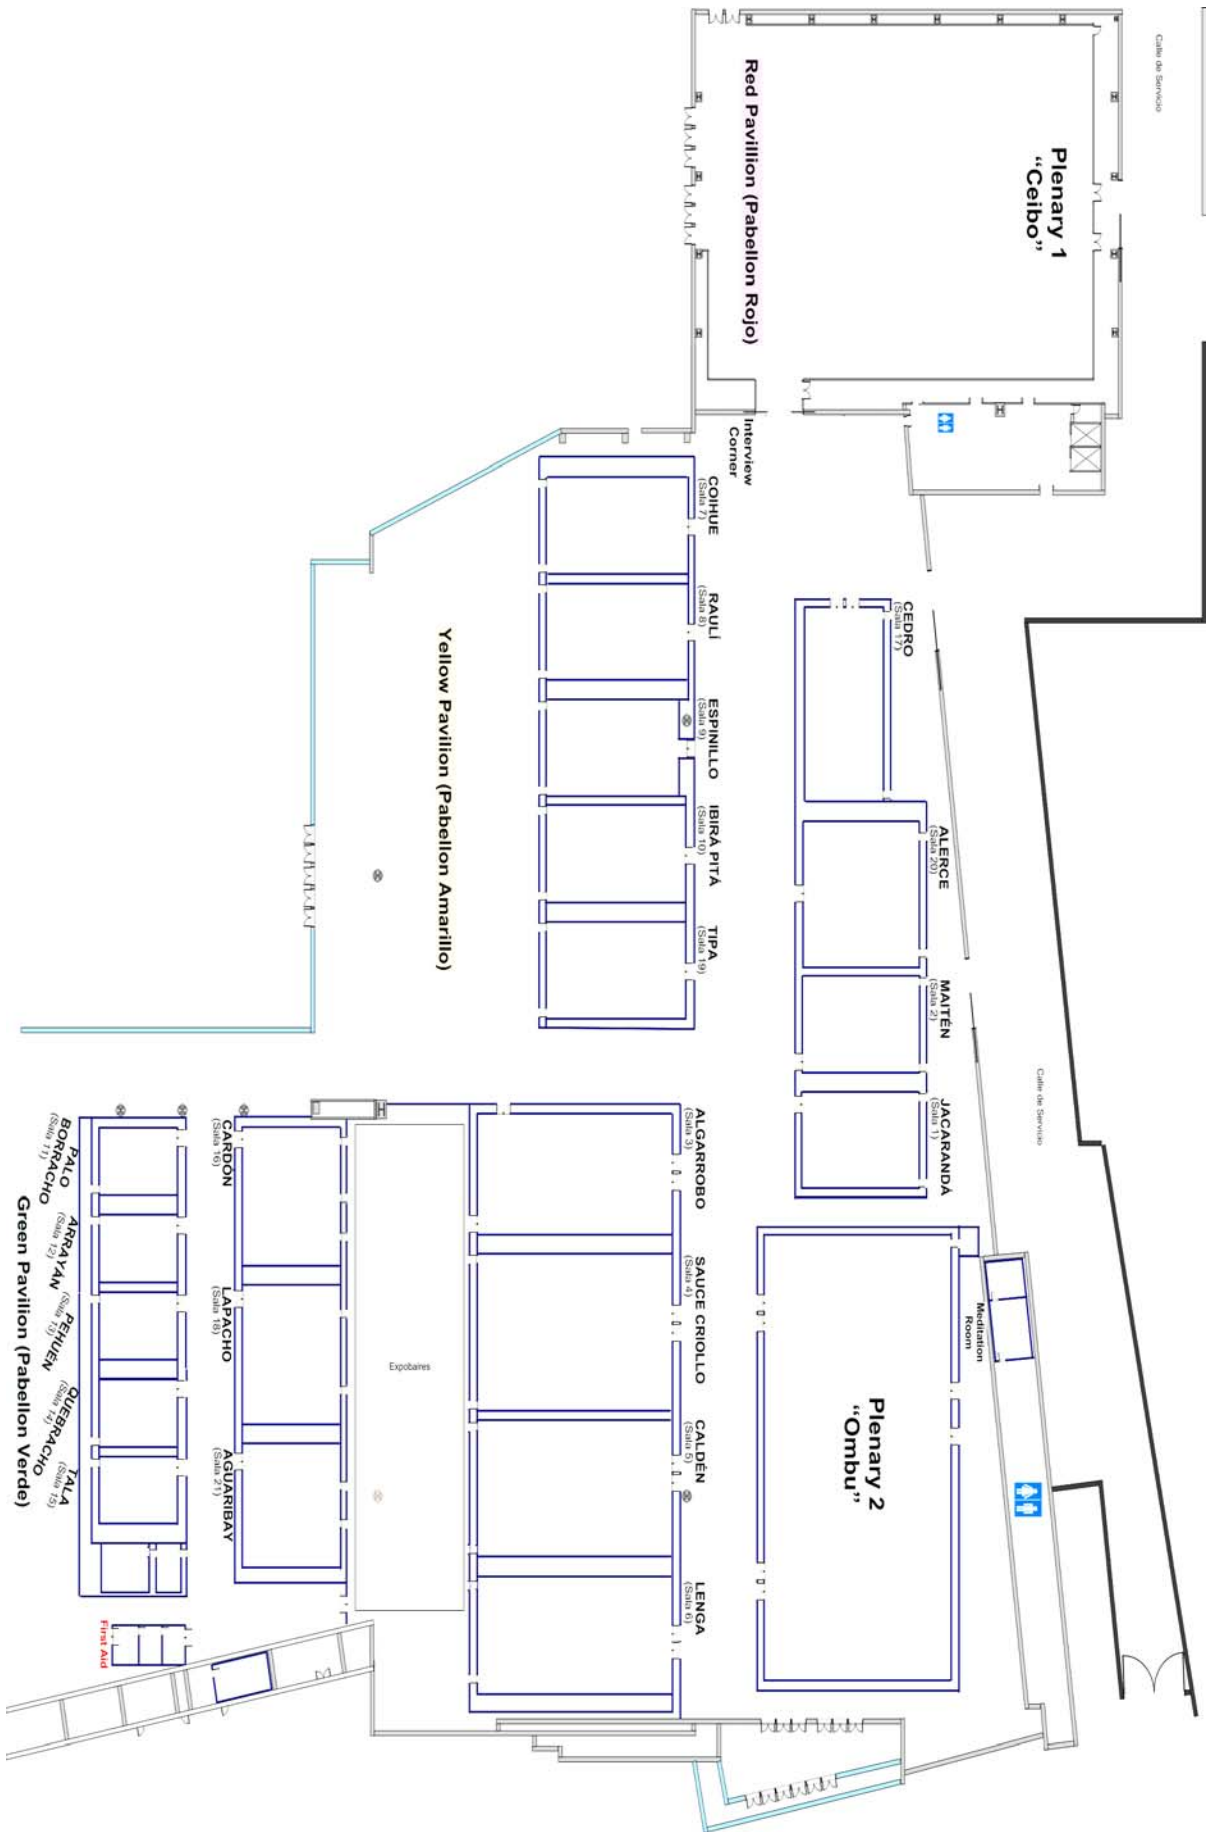 Calle de Servicio
Plenary 1
“Ceibo”
Red Pavillion (Pabellon Rojo)
Interview
Corner
COIHUE
(Sala 7)
RAULÍ
(Sala 8)
ESPINILLO
(Sala 9)
IBIRÁ PITÁ
(Sala 10)
TIPA
(Sala 19)
CEDRO
(Sala 17)
ALERCE
(Sala 20)
MAITÉN
(Sala 2)
JACARANDÁ
(Sala 1)
Calle de Servicio
Yellow Pavilion (Pabellon Amarillo)
Meditation
Room
Plenary 2
“Ombu”
ALGARROBO
(Sala 3)
SAUCE CRIOLLO
(Sala 4)
CALDÉN
(Sala 5)
LENGA
(Sala 6)
Expobaires
CARDÓN
(Sala 16)
LAPACHO
(Sala 18)
AGUARIBAY
(Sala 21)
PALO
BORRACHO
(Sala 11)
ARRAYÁN
(Sala 12)
PEHUÉN
(Sala 13)
QUEBRACHO
(Sala 14)
TALA
(Sala 15)
Green Pavilion (Pabellon Verde)
First Aid